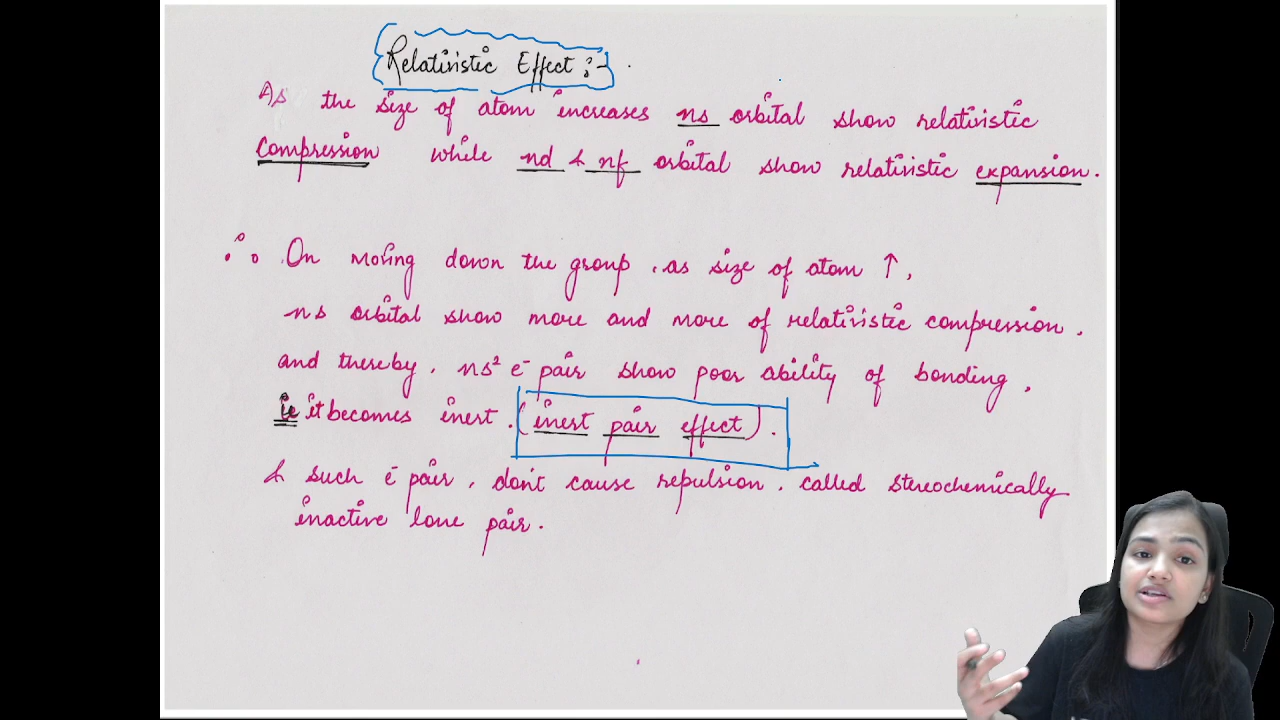 Relativistic Effect :-
As the size of atom increases ns orbital show relativistic
compression while nd & nf orbital show relativistic expansion.
∴ On moving down the group, as size of atom ↑,
ns orbital show more and more of relativistic compression,
and thereby, ns² e⁻ pair show poor ability of bonding,
ie it becomes inert. (inert pair effect).
& such e⁻ pair, don't cause repulsion, called stereochemically
inactive lone pair.